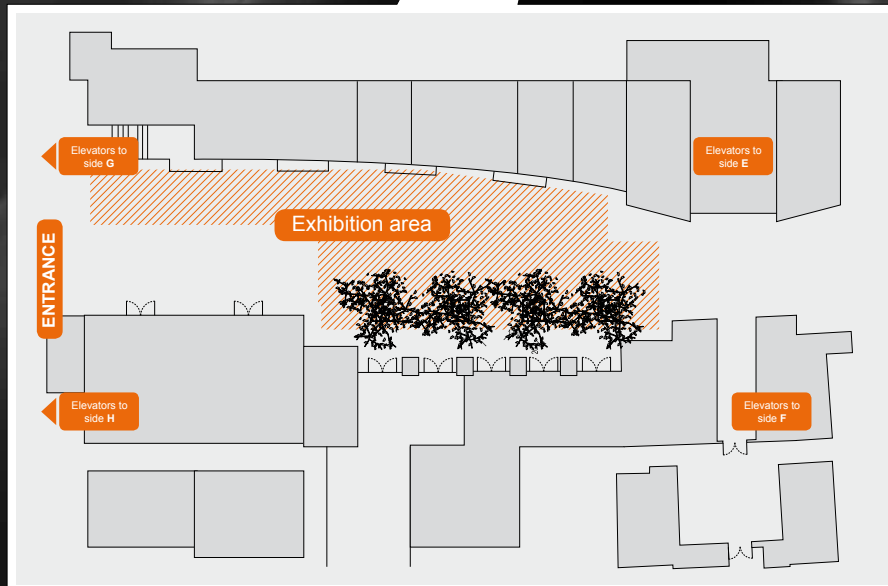 Elevators to
side G
Elevators to
side E
Exhibition area
ENTRANCE
Elevators to
side H
Elevators to
side F